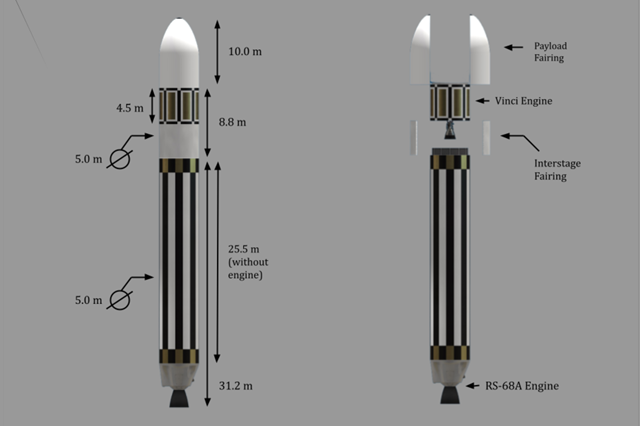 10.0 m
4.5 m
8.8 m
5.0 m
25.5 m
(without
engine)
5.0 m
31.2 m
Payload
Fairing
Vinci Engine
Interstage
Fairing
RS-68A Engine